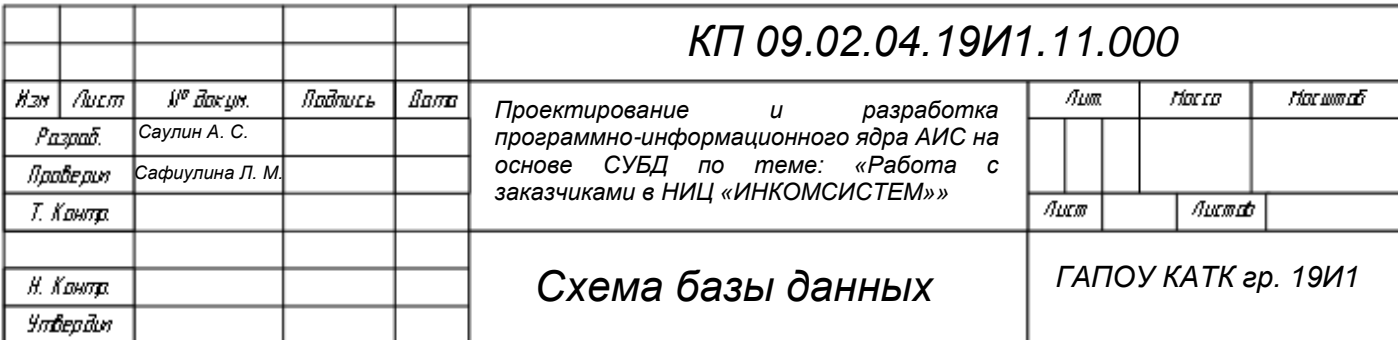 КП 09.02.04.19И1.11.000
Изм Лист № докум. Подпись Дата
Проектирование и разработка
программно-информационного ядра АИС на
основе СУБД по теме: «Работа с
заказчиками в НИЦ «ИНКОМСИСТЕМ»»
Лит. Масса Масштаб
Разраб. Саулин А. С.
Проверил Сафиулина Л. М.
Т. Контр.
Лист Листов
Схема базы данных
ГАПОУ КАТК гр. 19И1
Н. Контр.
Утвердил